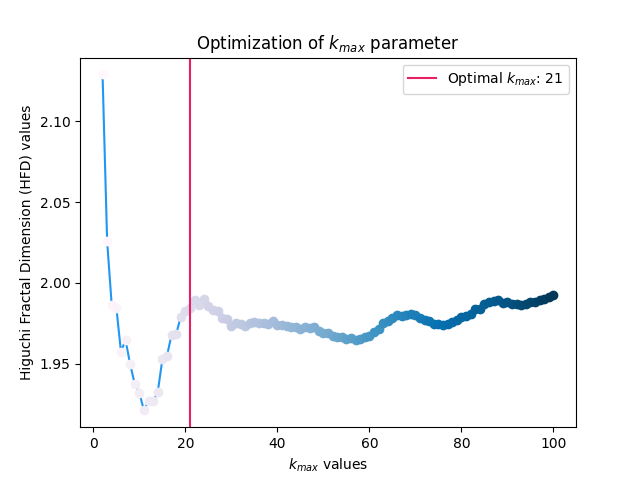 Optimization of k_max parameter
Optimal k_max: 21
Higuchi Fractal Dimension (HFD) values
2.10
2.05
2.00
1.95
0 20 40 60 80 100
k_max values